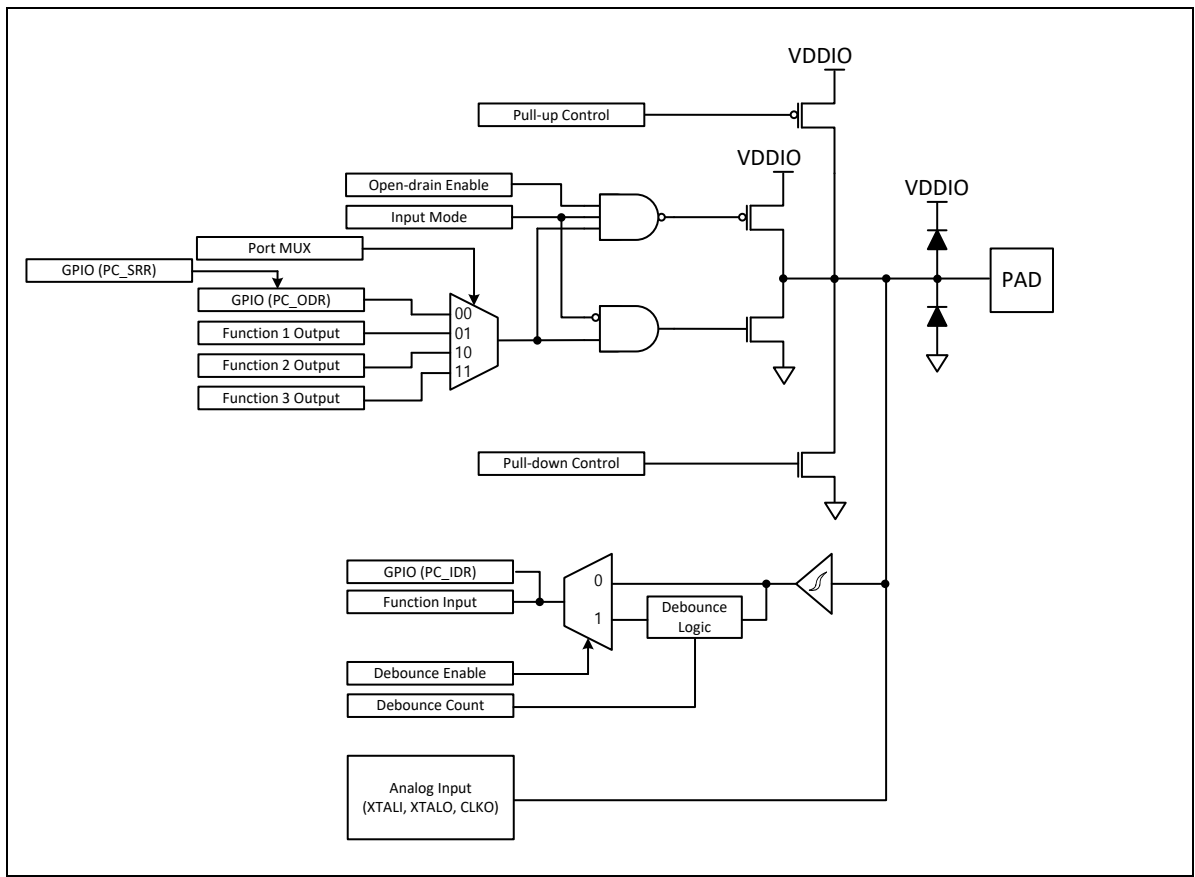 VDDIO
Pull-up Control
VDDIO
Open-drain Enable
VDDIO
Input Mode
Port MUX
GPIO (PC_SRR)
PAD
GPIO (PC_ODR)
00
Function 1 Output
01
Function 2 Output
10
11
Function 3 Output
Pull-down Control
GPIO (PC_IDR)
0
Function Input
Debounce
Logic
1
Debounce Enable
Debounce Count
Analog Input
(XTALI, XTALO, CLKO)